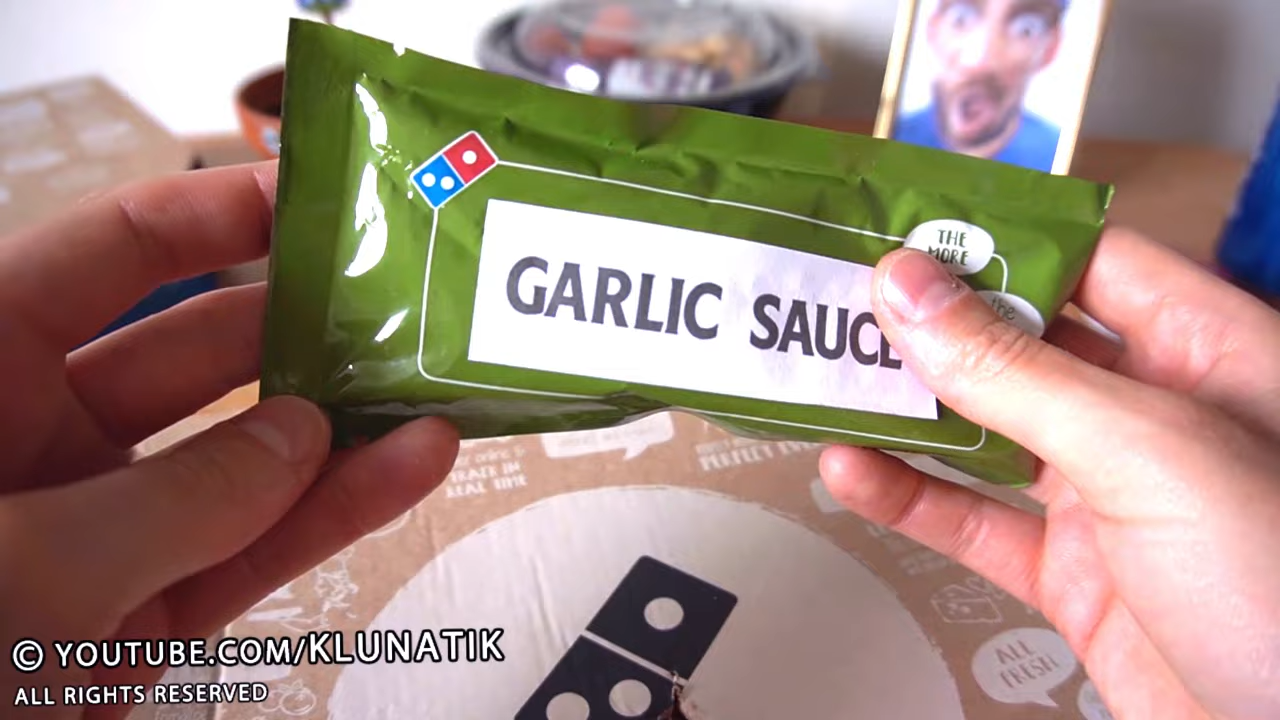 THE
MORE
the
GARLIC SAUCE
TRACK IN
REAL TIME
PERFECT
ALL
FRESH
© YOUTUBE.COM/KLUNATIK
ALL RIGHTS RESERVED